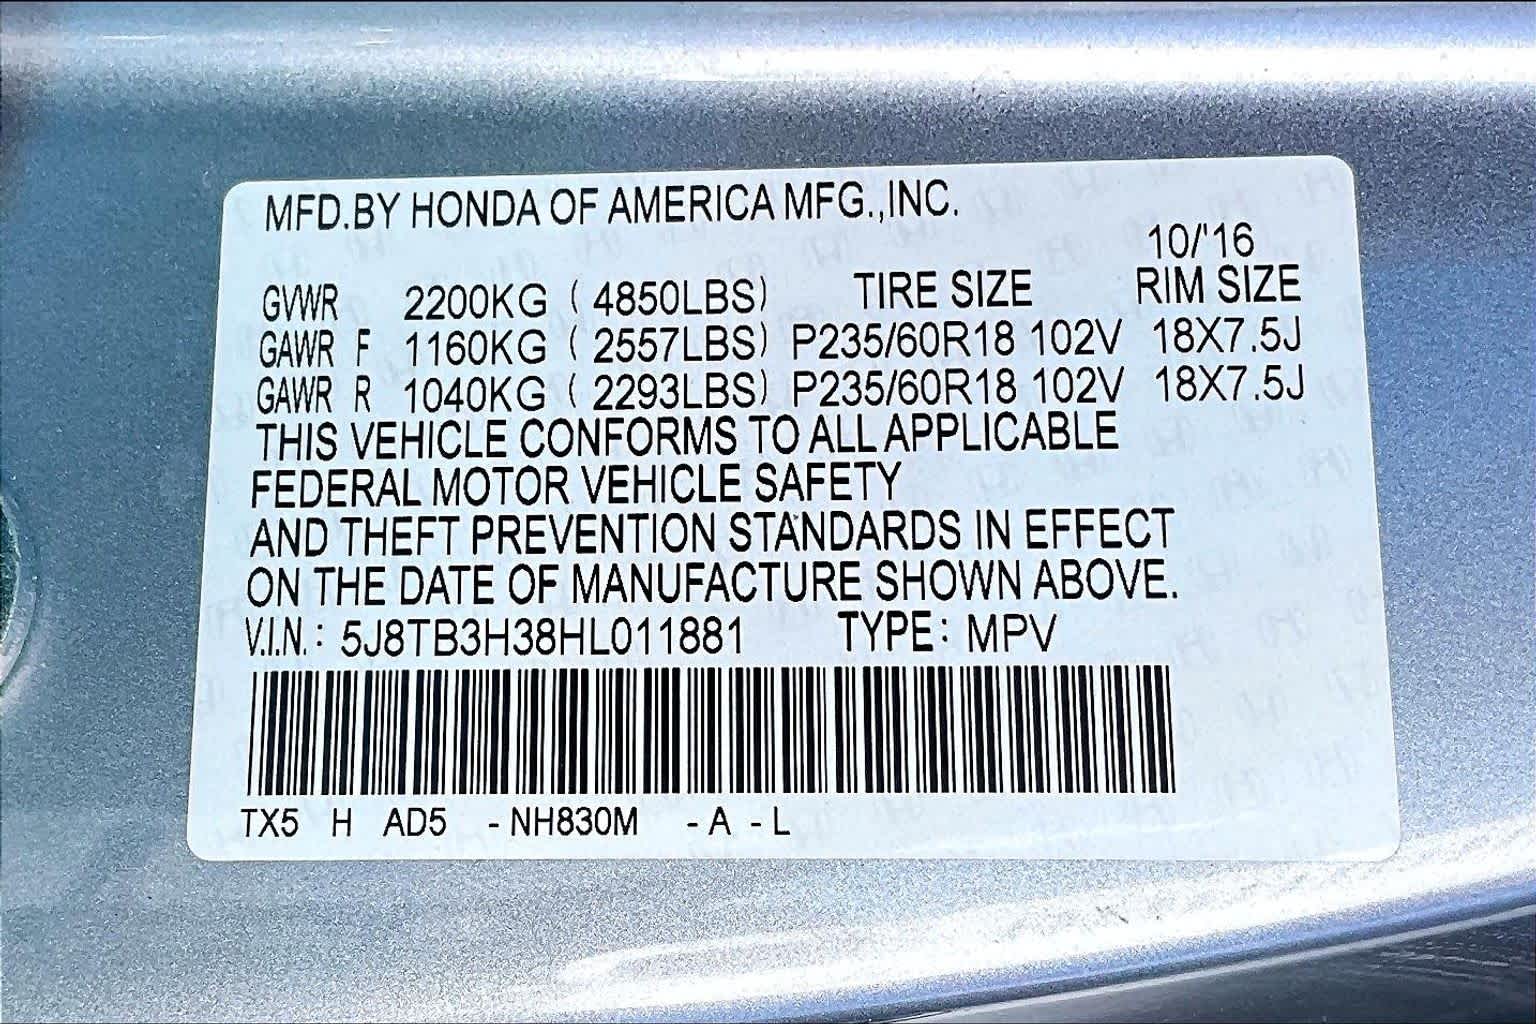 MFD.BY HONDA OF AMERICA MFG.,INC.
10/'16
GVWR 2200KG ( 4850LBS) TIRE SIZE RIM SIZE
GAWR F 1160KG ( 2557LBS) P235/60R18 102V 18X7.5J
GAWR R 1040KG ( 2293LBS) P235/60R18 102V 18X7.5J
THIS VEHICLE CONFORMS TO ALL APPLICABLE
FEDERAL MOTOR VEHICLE SAFETY
AND THEFT PREVENTION STANDARDS IN EFFECT
ON THE DATE OF MANUFACTURE SHOWN ABOVE.
V.I.N.: 5J8TB3H38HL011881 TYPE: MPV
TX5 H AD5 - NH830M - A - L